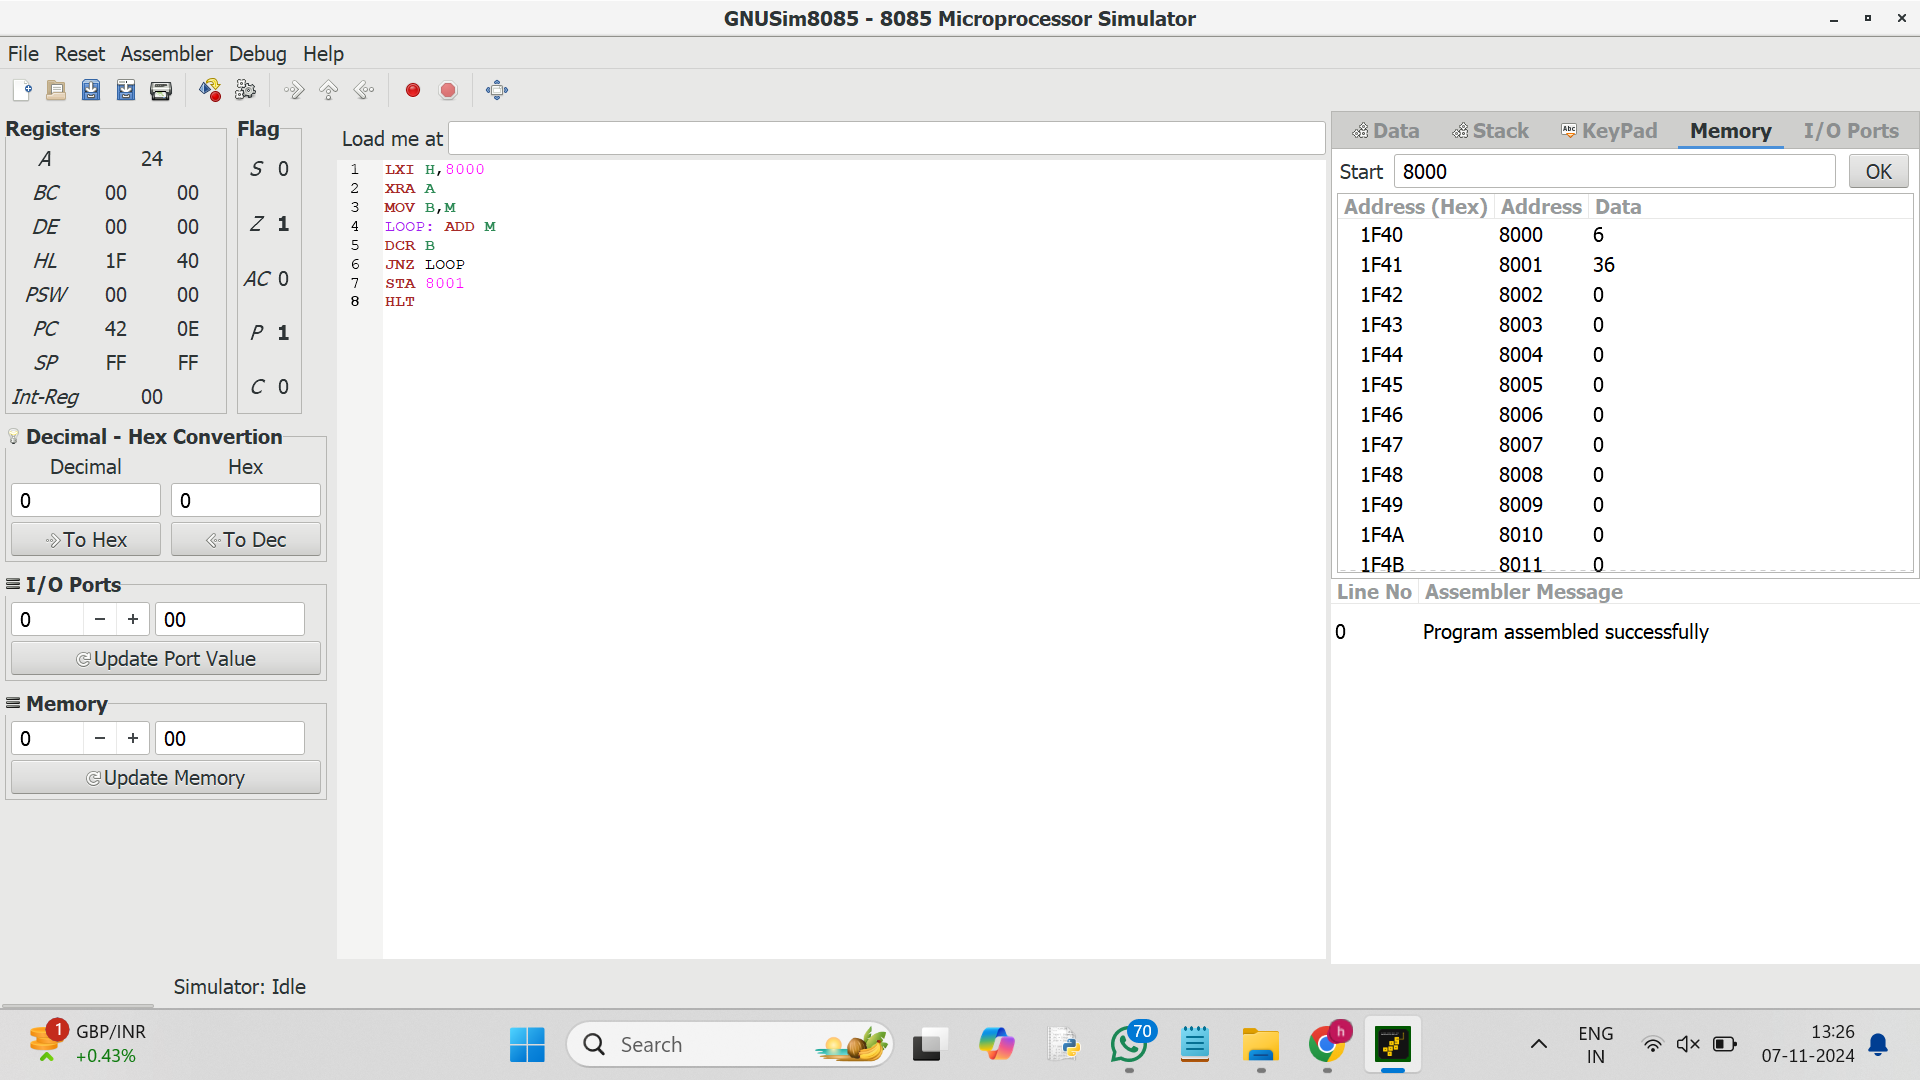 GNUSim8085 - 8085 Microprocessor Simulator
File Reset Assembler Debug Help
Registers
A 24
BC 00 00
DE 00 00
HL 1F 40
PSW 00 00
PC 42 0E
SP FF FF
Int-Reg 00
Flag
S 0
Z 1
AC 0
P 1
C 0
Decimal - Hex Convertion
Decimal Hex
0 0
To Hex To Dec
I/O Ports
0 − + 00
Update Port Value
Memory
0 − + 00
Update Memory
Load me at
1 LXI H,8000
2 XRA A
3 MOV B,M
4 LOOP: ADD M
5 DCR B
6 JNZ LOOP
7 STA 8001
8 HLT
Data Stack Abc KeyPad Memory I/O Ports
Start 8000 OK
Address (Hex) Address Data
1F40 8000 6
1F41 8001 36
1F42 8002 0
1F43 8003 0
1F44 8004 0
1F45 8005 0
1F46 8006 0
1F47 8007 0
1F48 8008 0
1F49 8009 0
1F4A 8010 0
1F4B 8011 0
Line No Assembler Message
0 Program assembled successfully
Simulator: Idle
1 GBP/INR
+0.43%
Search
70
h
ENG
IN
13:26
07-11-2024